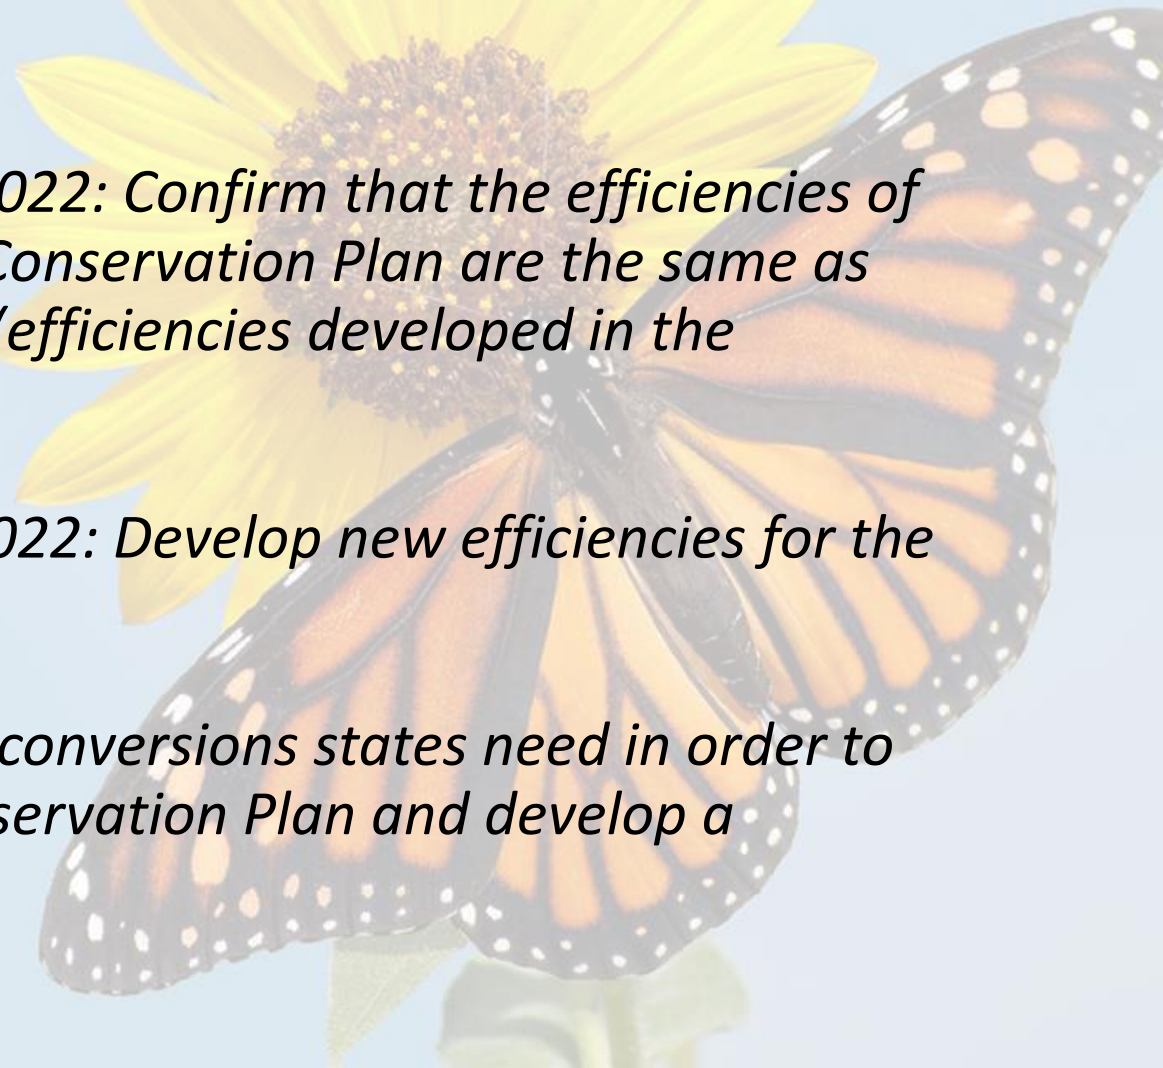 022: Confirm that the efficiencies of
Conservation Plan are the same as
/efficiencies developed in the
022: Develop new efficiencies for the
conversions states need in order to
servation Plan and develop a